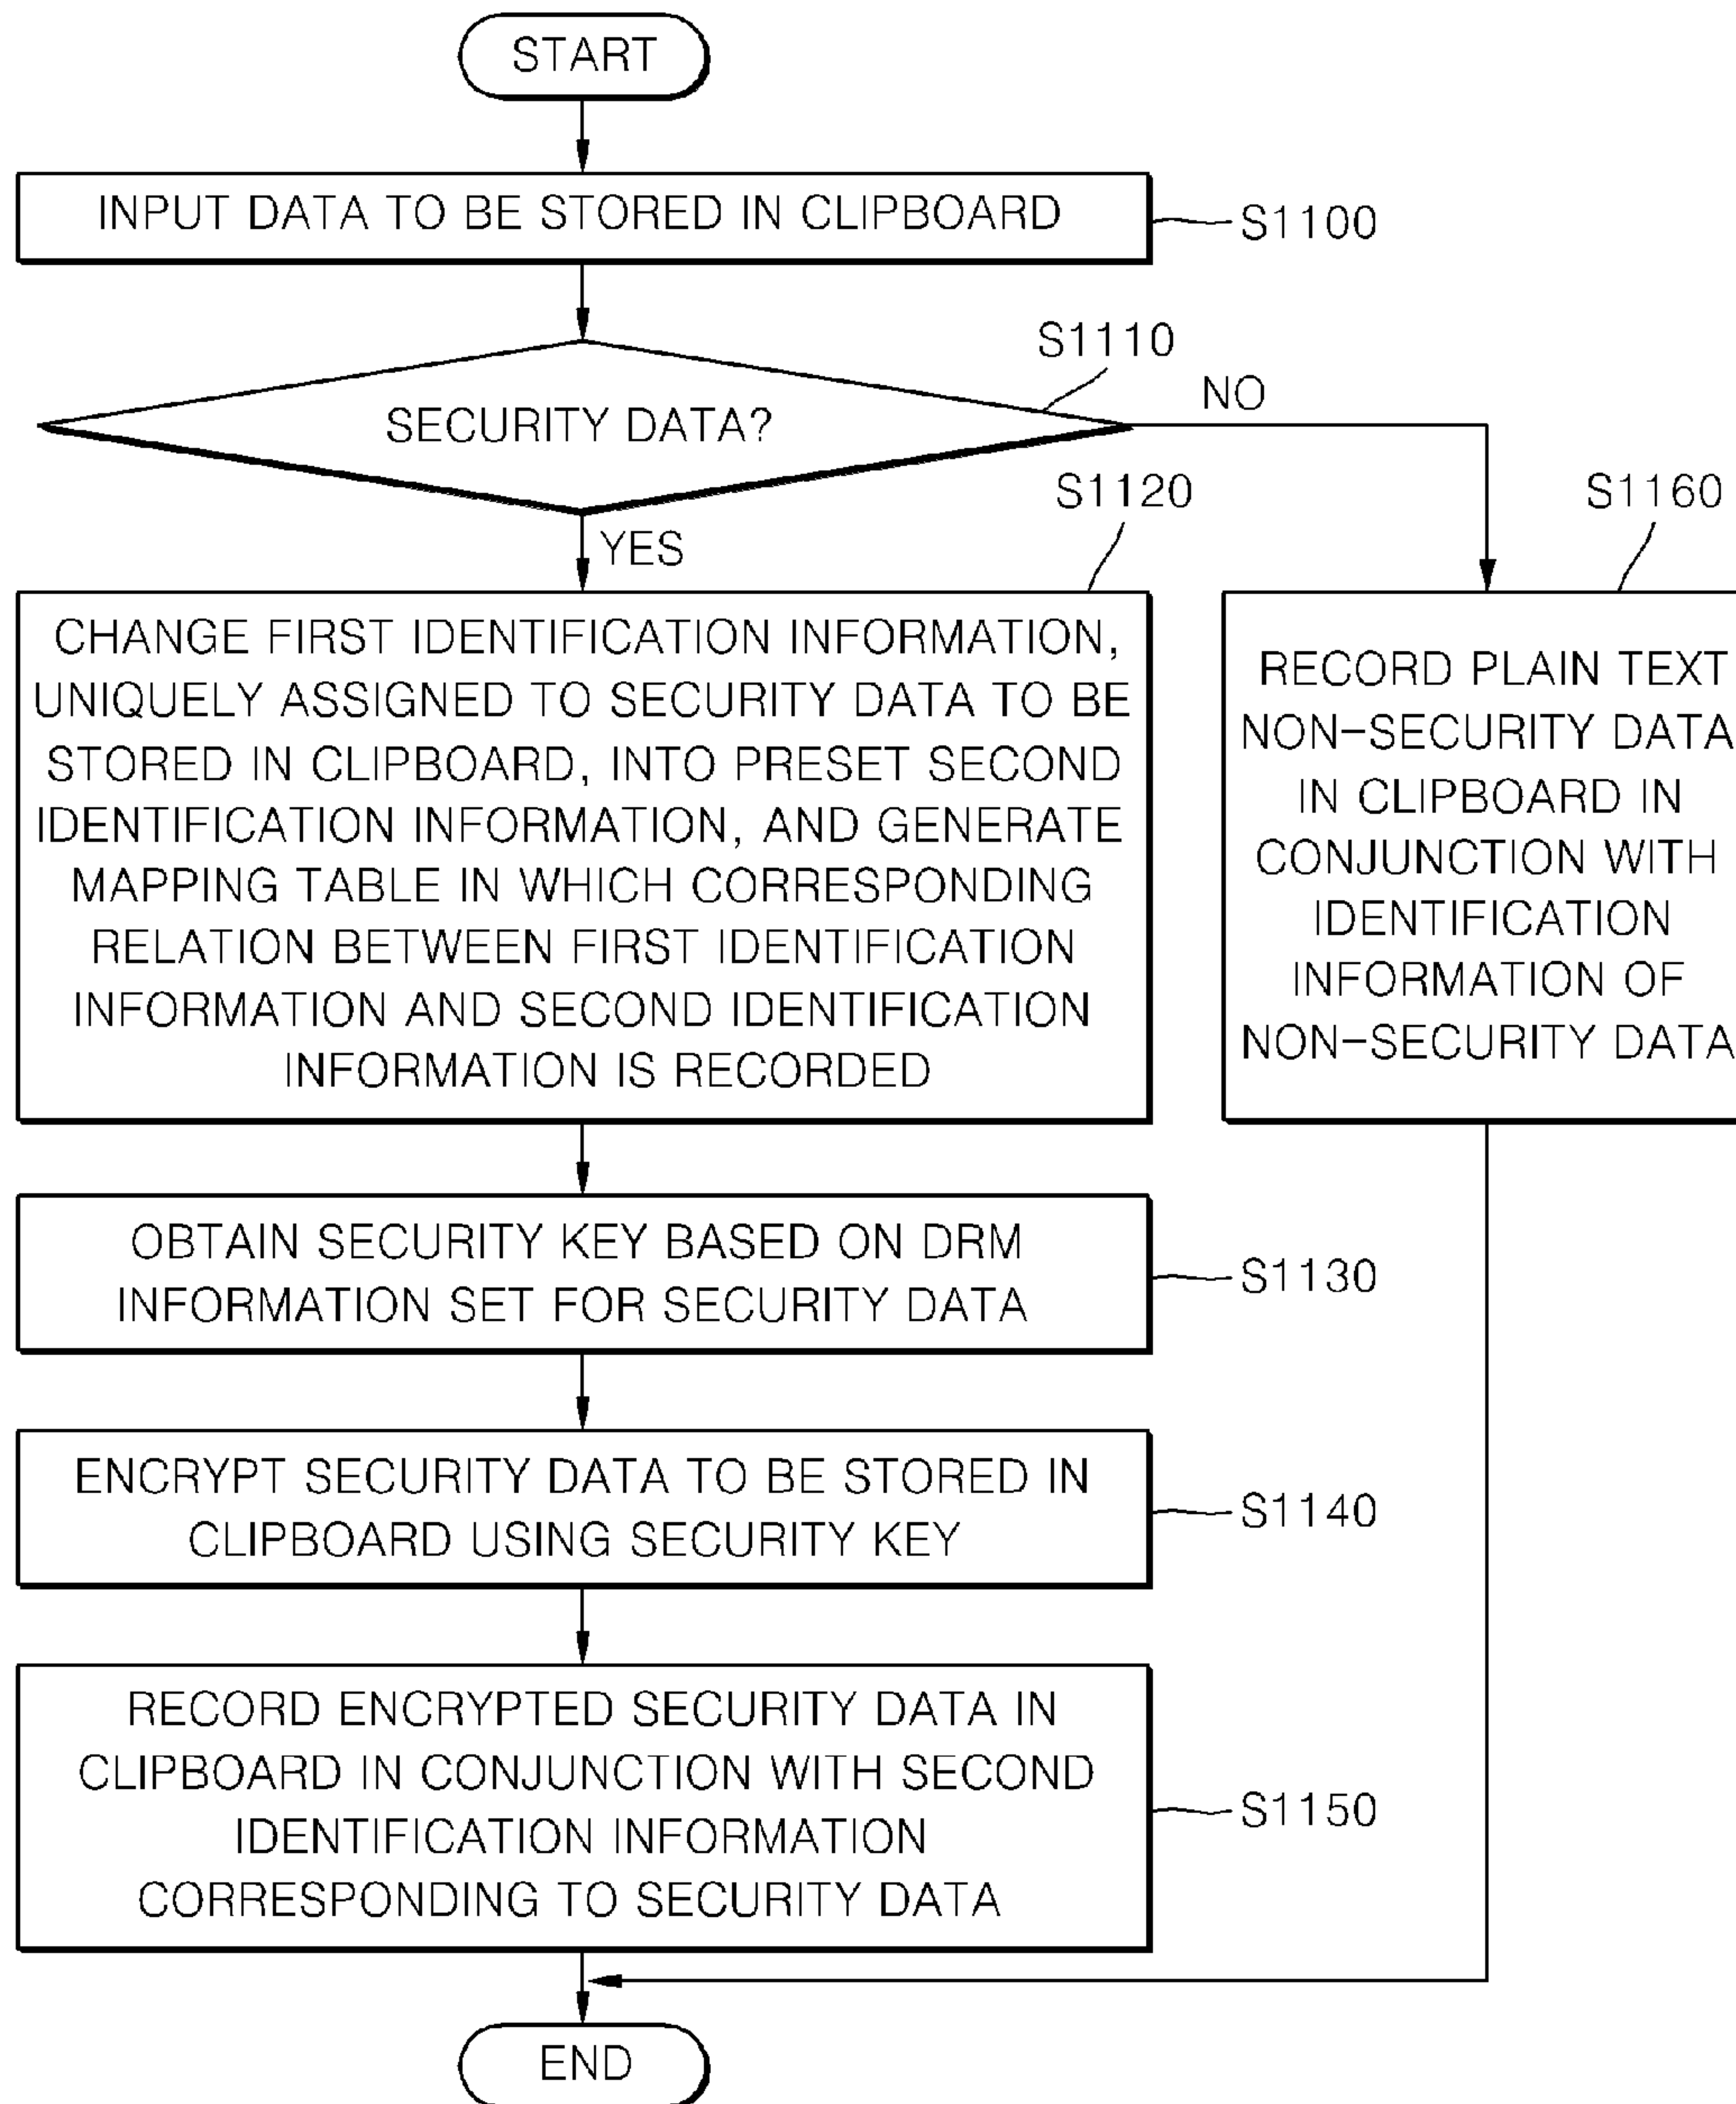 START
INPUT DATA TO BE STORED IN CLIPBOARD
S1100
S1110
SECURITY DATA?
NO
YES
S1120
CHANGE FIRST IDENTIFICATION INFORMATION,
UNIQUELY ASSIGNED TO SECURITY DATA TO BE
STORED IN CLIPBOARD, INTO PRESET SECOND
IDENTIFICATION INFORMATION, AND GENERATE
MAPPING TABLE IN WHICH CORRESPONDING
RELATION BETWEEN FIRST IDENTIFICATION
INFORMATION AND SECOND IDENTIFICATION
INFORMATION IS RECORDED
S1160
RECORD PLAIN TEXT
NON-SECURITY DATA
IN CLIPBOARD IN
CONJUNCTION WITH
IDENTIFICATION
INFORMATION OF
NON-SECURITY DATA
OBTAIN SECURITY KEY BASED ON DRM
INFORMATION SET FOR SECURITY DATA
S1130
ENCRYPT SECURITY DATA TO BE STORED IN
CLIPBOARD USING SECURITY KEY
S1140
RECORD ENCRYPTED SECURITY DATA IN
CLIPBOARD IN CONJUNCTION WITH SECOND
IDENTIFICATION INFORMATION
CORRESPONDING TO SECURITY DATA
S1150
END